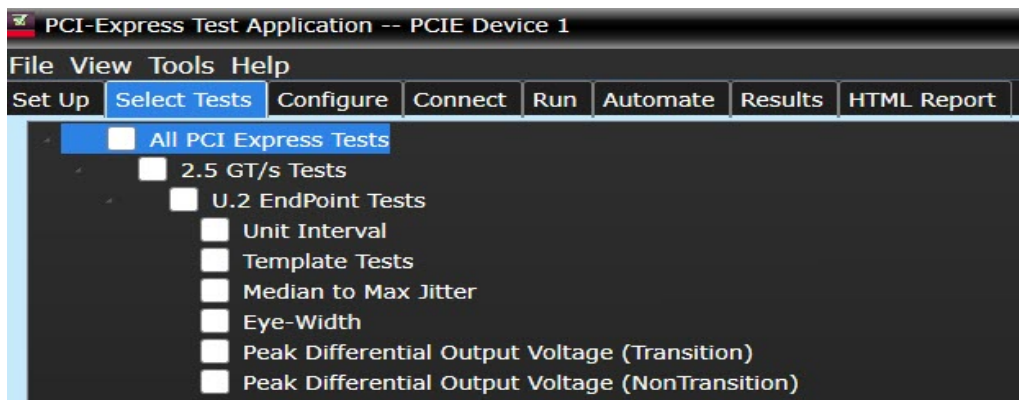 PCI-Express Test Application -- PCIE Device 1
File View Tools Help
Set Up Select Tests Configure Connect Run Automate Results HTML Report
All PCI Express Tests
2.5 GT/s Tests
U.2 EndPoint Tests
Unit Interval
Template Tests
Median to Max Jitter
Eye-Width
Peak Differential Output Voltage (Transition)
Peak Differential Output Voltage (NonTransition)